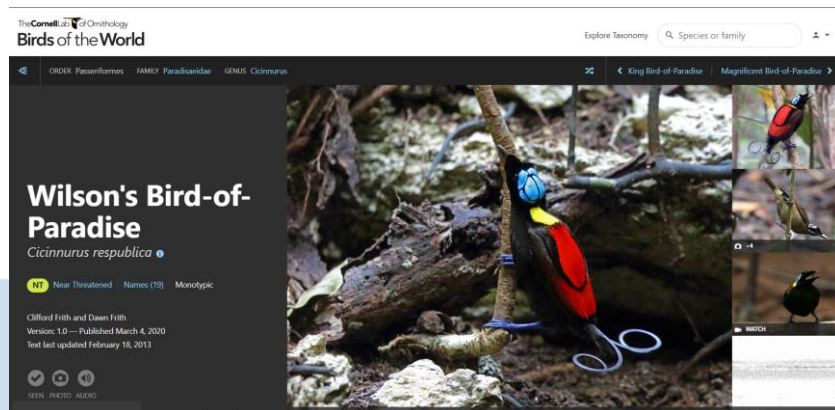 TheCornellLab of Ornithology
Birds of the World
Explore Taxonomy
Species or family
ORDER Passeriformes FAMILY Paradisaeidae GENUS Cicinnurus
King Bird-of-Paradise | Magnificent Bird-of-Paradise
Wilson's Bird-of-
Paradise
Cicinnurus respublica
NT Near Threatened Names (19) Monotypic
Clifford Frith and Dawn Frith
Version: 1.0 — Published March 4, 2020
Text last updated February 18, 2013
SEEN PHOTO AUDIO
+4
WATCH